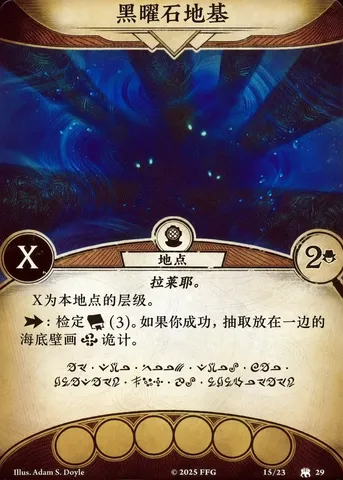 黑曜石地基
X
地点
2
拉莱耶。
X为本地点的层级。
：检定（3）。如果你成功，抽取放在一边的
海底壁画 诡计。
Illus. Adam S. Doyle © 2025 FFG 15/23 29